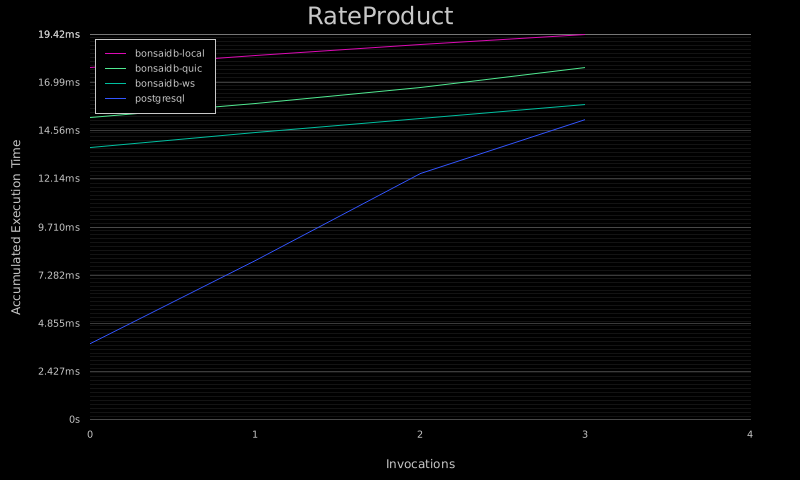 RateProduct
19.42ms
bonsaidb-local
bonsaidb-quic
bonsaidb-ws
postgresql
16.99ms
14.56ms
12.14ms
9.710ms
7.282ms
4.855ms
2.427ms
0s
Accumulated Execution Time
0 1 2 3 4
Invocations